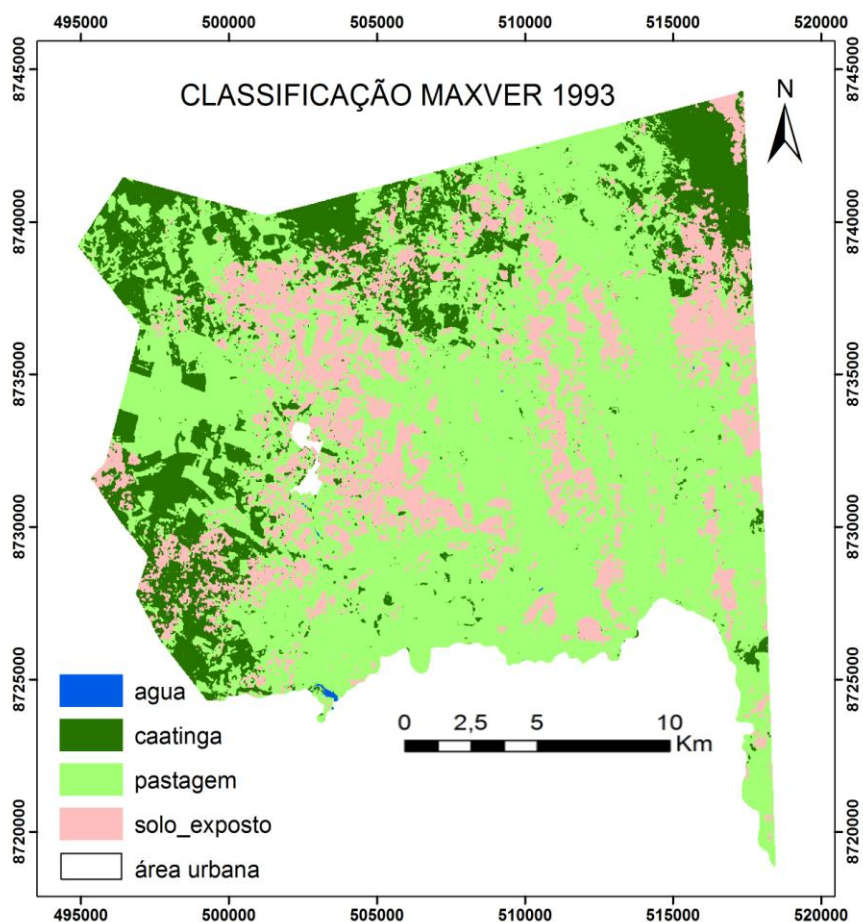 495000 500000 505000 510000 515000 520000
8745000 8745000
CLASSIFICAÇÃO MAXVER 1993
N
8740000 8740000
8735000 8735000
8730000 8730000
8725000 8725000
agua
caatinga
0 2,5 5 10
Km
pastagem
solo_exposto
8720000 8720000
área urbana
495000 500000 505000 510000 515000 520000